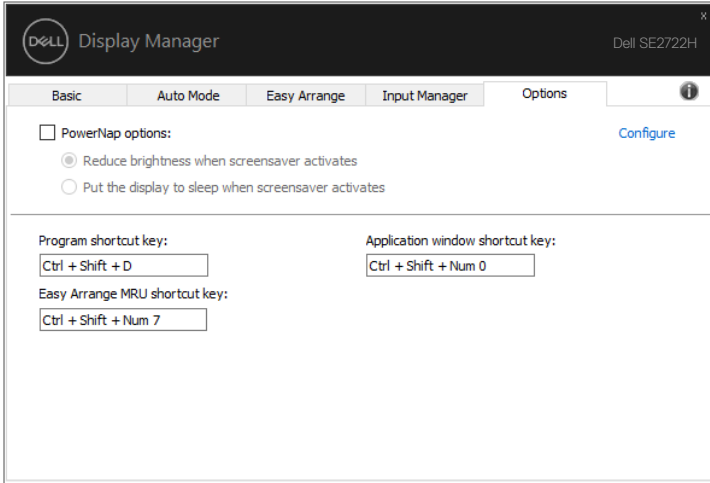 x
DELL Display Manager
Dell SE2722H
Basic Auto Mode Easy Arrange Input Manager Options i
PowerNap options: Configure
Reduce brightness when screensaver activates
Put the display to sleep when screensaver activates
Program shortcut key: Application window shortcut key:
Ctrl + Shift + D Ctrl + Shift + Num 0
Easy Arrange MRU shortcut key:
Ctrl + Shift + Num 7